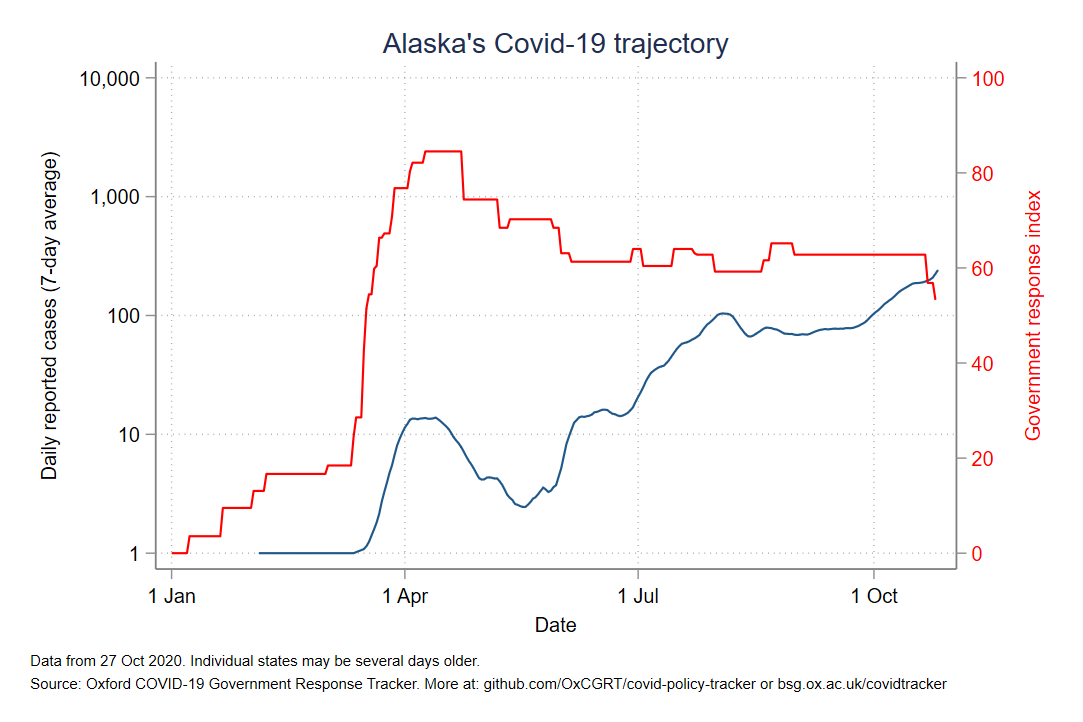 Alaska's Covid-19 trajectory
10,000
1,000
100
10
1
Daily reported cases (7-day average)
100
80
60
40
20
0
Government response index
1 Jan
1 Apr
1 Jul
1 Oct
Date
Data from 27 Oct 2020. Individual states may be several days older.
Source: Oxford COVID-19 Government Response Tracker. More at: github.com/OxCGRT/covid-policy-tracker or bsg.ox.ac.uk/covidtracker